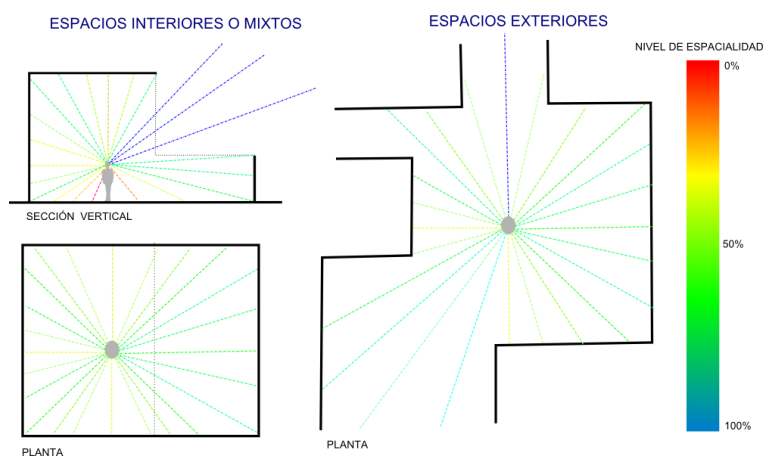 ESPACIOS INTERIORES O MIXTOS
ESPACIOS EXTERIORES
NIVEL DE ESPACIALIDAD
0%
50%
100%
SECCIÓN VERTICAL
PLANTA
PLANTA